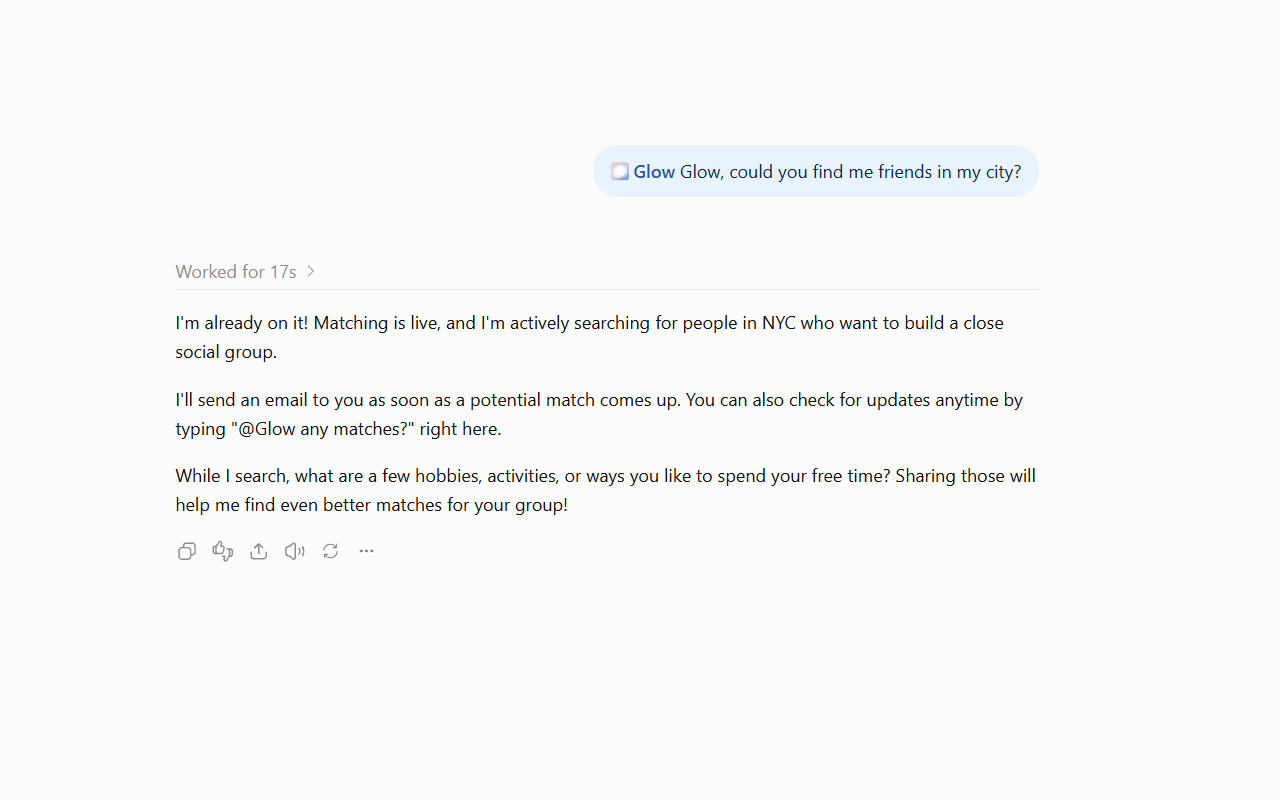 Glow Glow, could you find me friends in my city?
Worked for 17s
I'm already on it! Matching is live, and I'm actively searching for people in NYC who want to build a close
social group.
I'll send an email to you as soon as a potential match comes up. You can also check for updates anytime by
typing "@Glow any matches?" right here.
While I search, what are a few hobbies, activities, or ways you like to spend your free time? Sharing those will
help me find even better matches for your group!